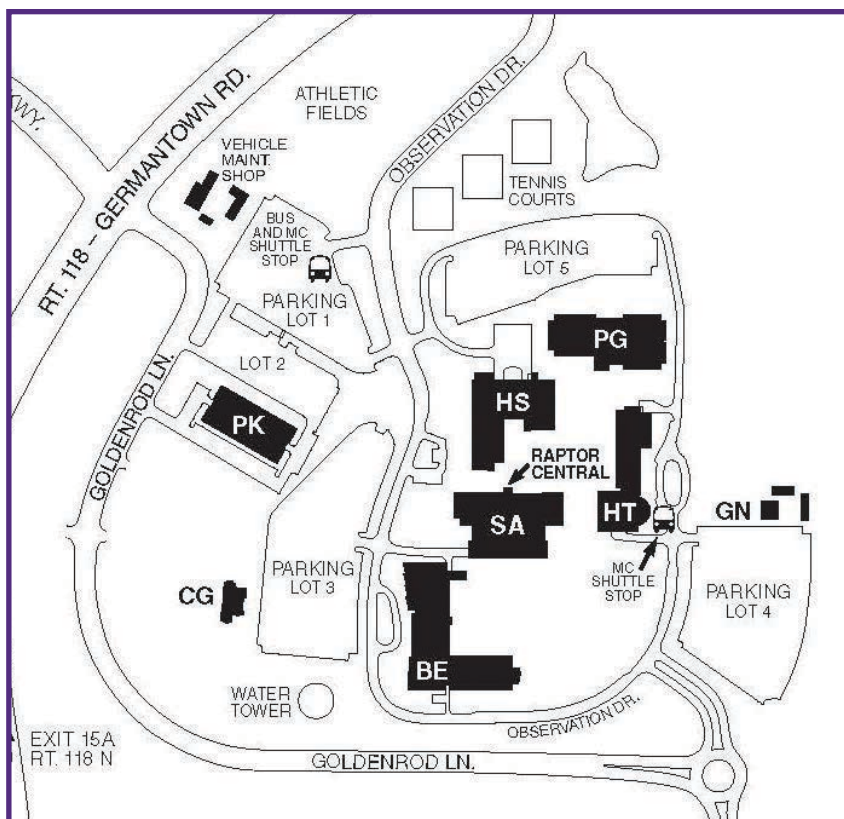 KWY.
RT. 118 – GERMANTOWN RD.
ATHLETIC
FIELDS
OBSERVATION DR.
VEHICLE
MAINT.
SHOP
TENNIS
COURTS
BUS
AND MC
SHUTTLE
STOP
PARKING
LOT 5
PARKING
LOT 1
PG
LOT 2
GOLDENROD LN.
HS
PK
RAPTOR
CENTRAL
SA
HT
GN
MC
SHUTTLE
STOP
PARKING
LOT 3
CG
PARKING
LOT 4
BE
WATER
TOWER
OBSERVATION DR.
EXIT 15A
RT. 118 N
GOLDENROD LN.